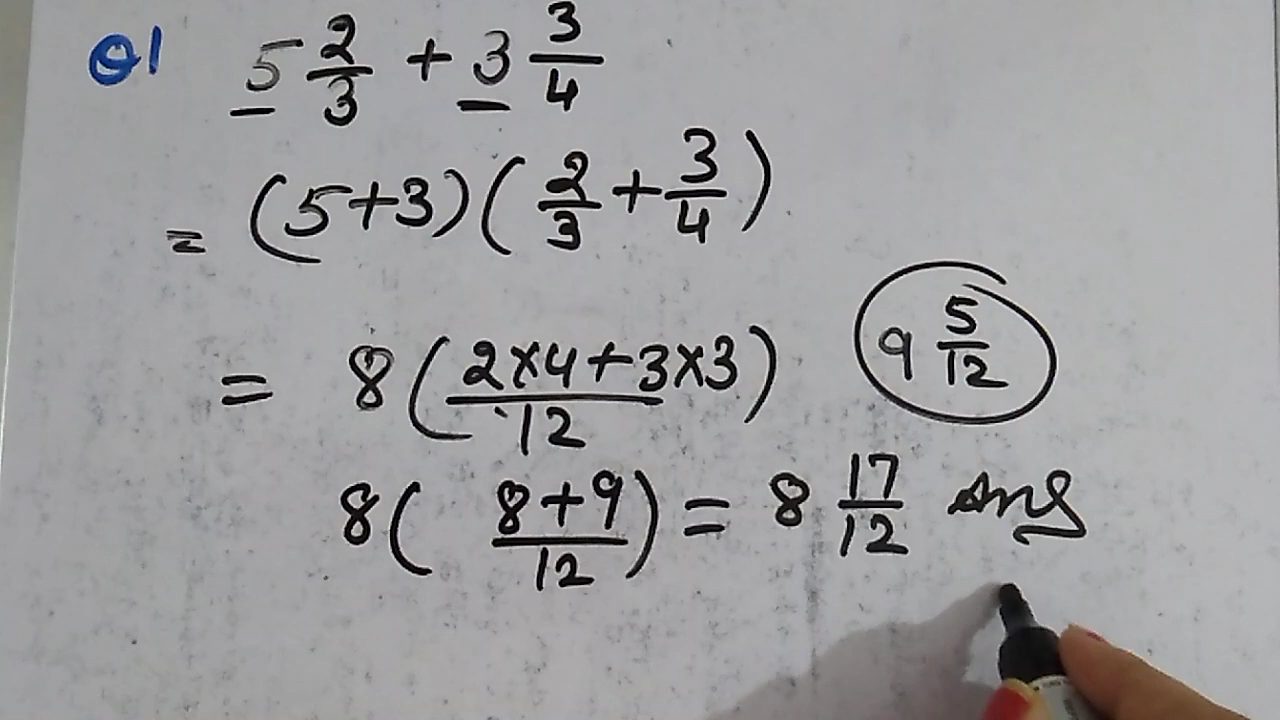 Q1 5 2/3 + 3 3/4
= (5+3)(2/3 + 3/4)
= 8(2×4+3×3/12)
9 5/12
8(8+9/12) = 8 17/12 Ans